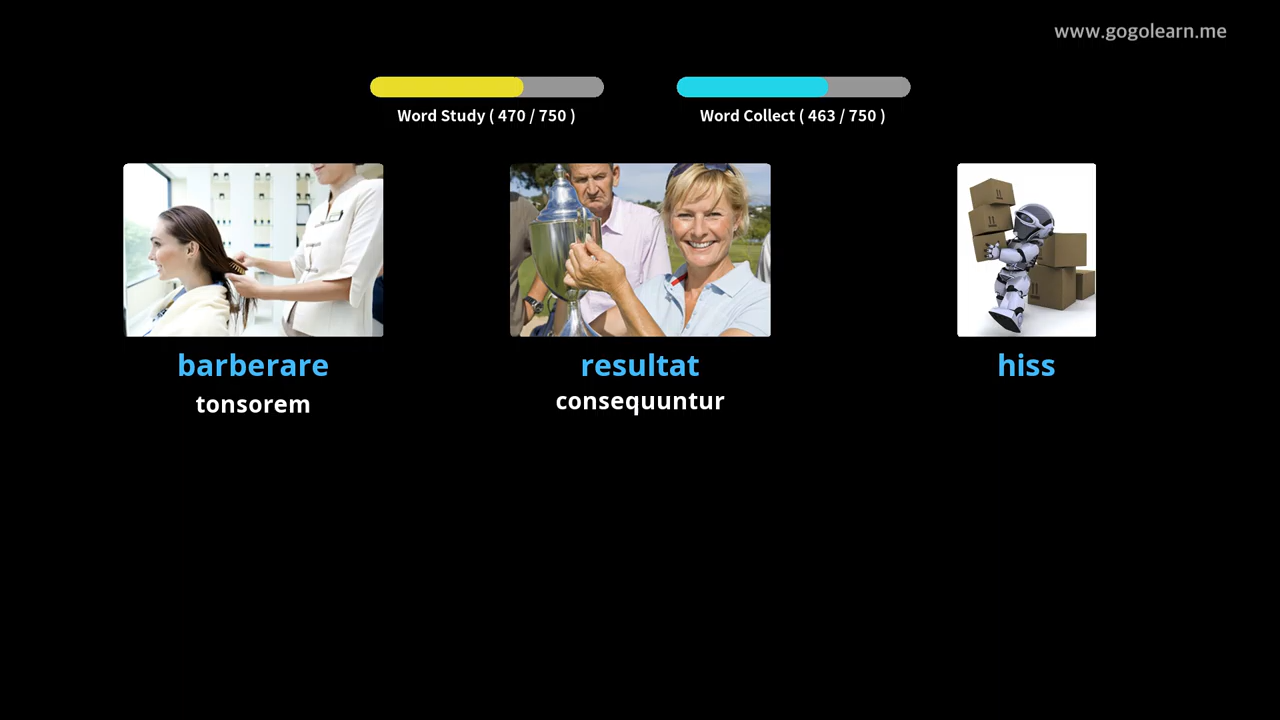 www.gogolearn.me
Word Study ( 470 / 750 )
Word Collect ( 463 / 750 )
barberare
tonsorem
resultat
consequuntur
hiss